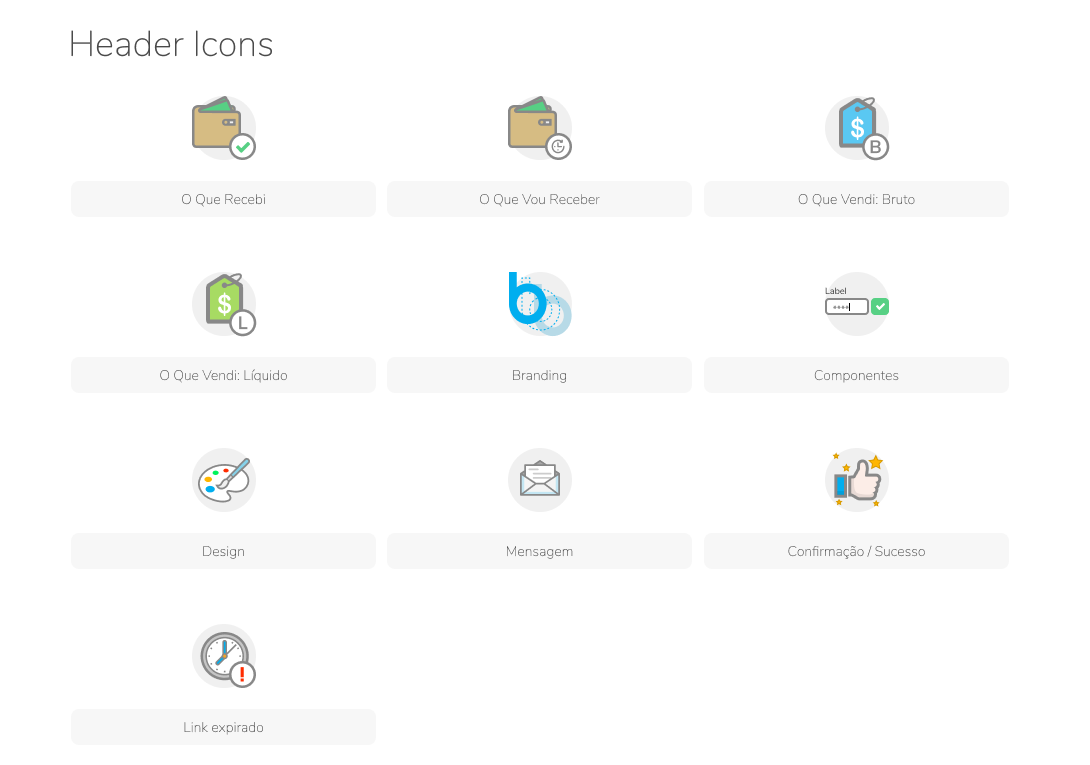 Header Icons
O Que Recebi
O Que Vou Receber
$
B
O Que Vendi: Bruto
$
L
O Que Vendi: Líquido
b
Branding
Label
****
Componentes
Design
Mensagem
Confirmação / Sucesso
!
Link expirado